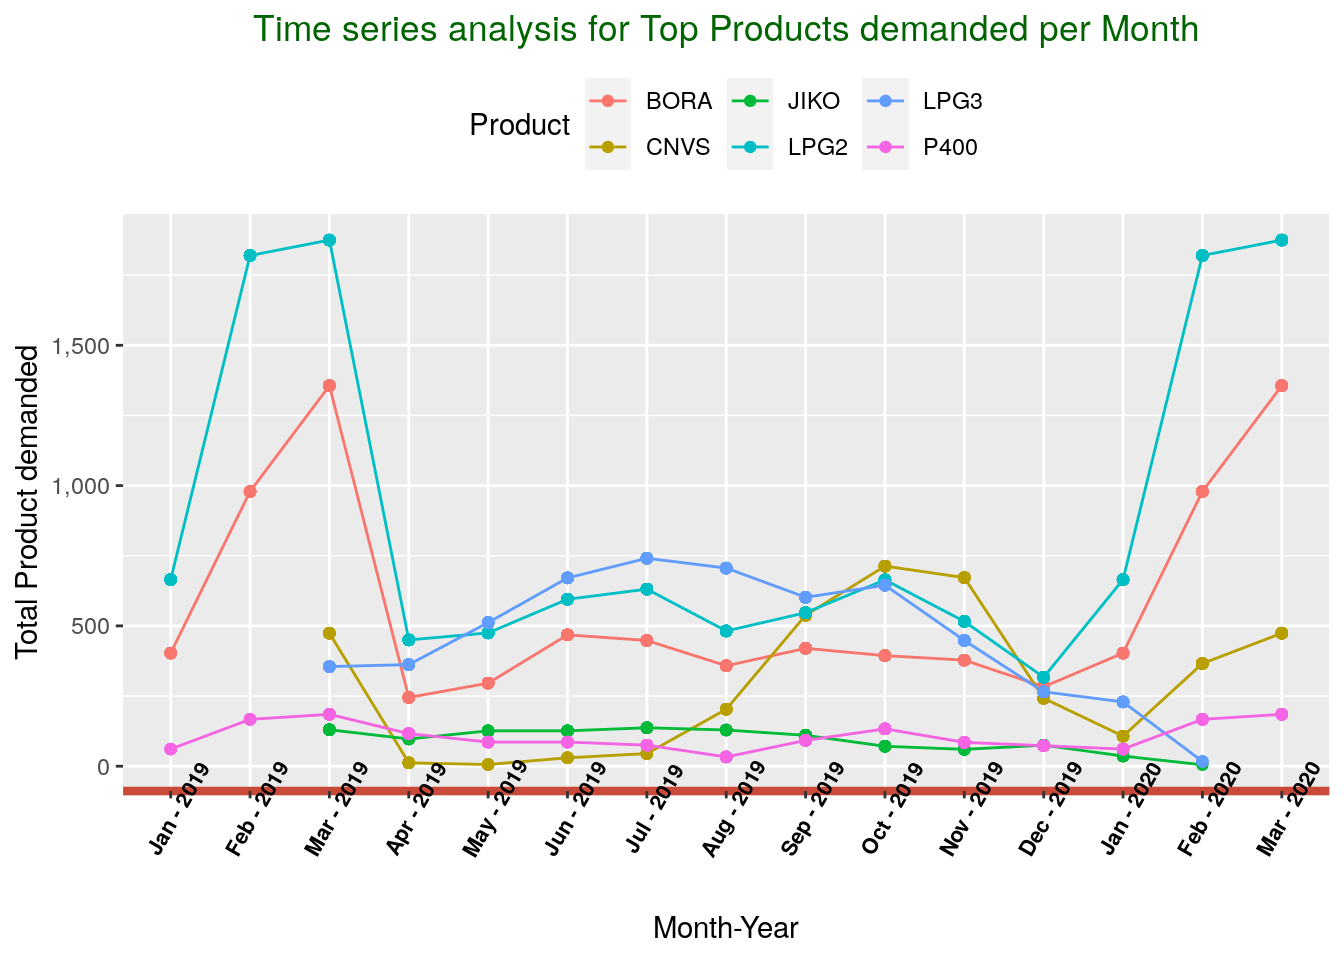 Time series analysis for Top Products demanded per Month
Product
BORA
JIKO
LPG3
CNVS
LPG2
P400
Total Product demanded
1,500
1,000
500
0
Jan - 2019
Feb - 2019
Mar - 2019
Apr - 2019
May - 2019
Jun - 2019
Jul - 2019
Aug - 2019
Sep - 2019
Oct - 2019
Nov - 2019
Dec - 2019
Jan - 2020
Feb - 2020
Mar - 2020
Month-Year